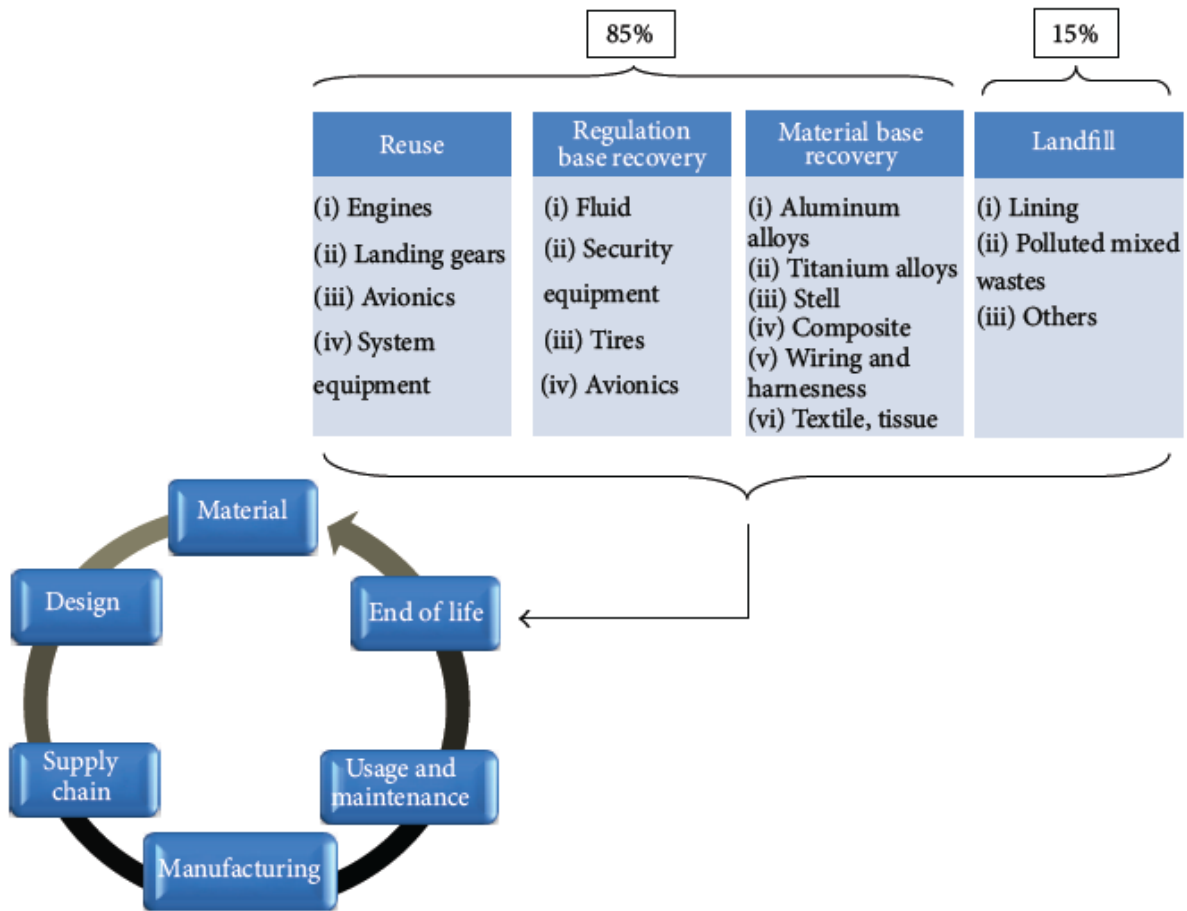 85%
15%
Reuse
(i) Engines
(ii) Landing gears
(iii) Avionics
(iv) System
equipment
Regulation
base recovery
(i) Fluid
(ii) Security
equipment
(iii) Tires
(iv) Avionics
Material base
recovery
(i) Aluminum
alloys
(ii) Titanium alloys
(iii) Stell
(iv) Composite
(v) Wiring and
harnesness
(vi) Textile, tissue
Landfill
(i) Lining
(ii) Polluted mixed
wastes
(iii) Others
Material
Design
Supply
chain
Manufacturing
Usage and
maintenance
End of life